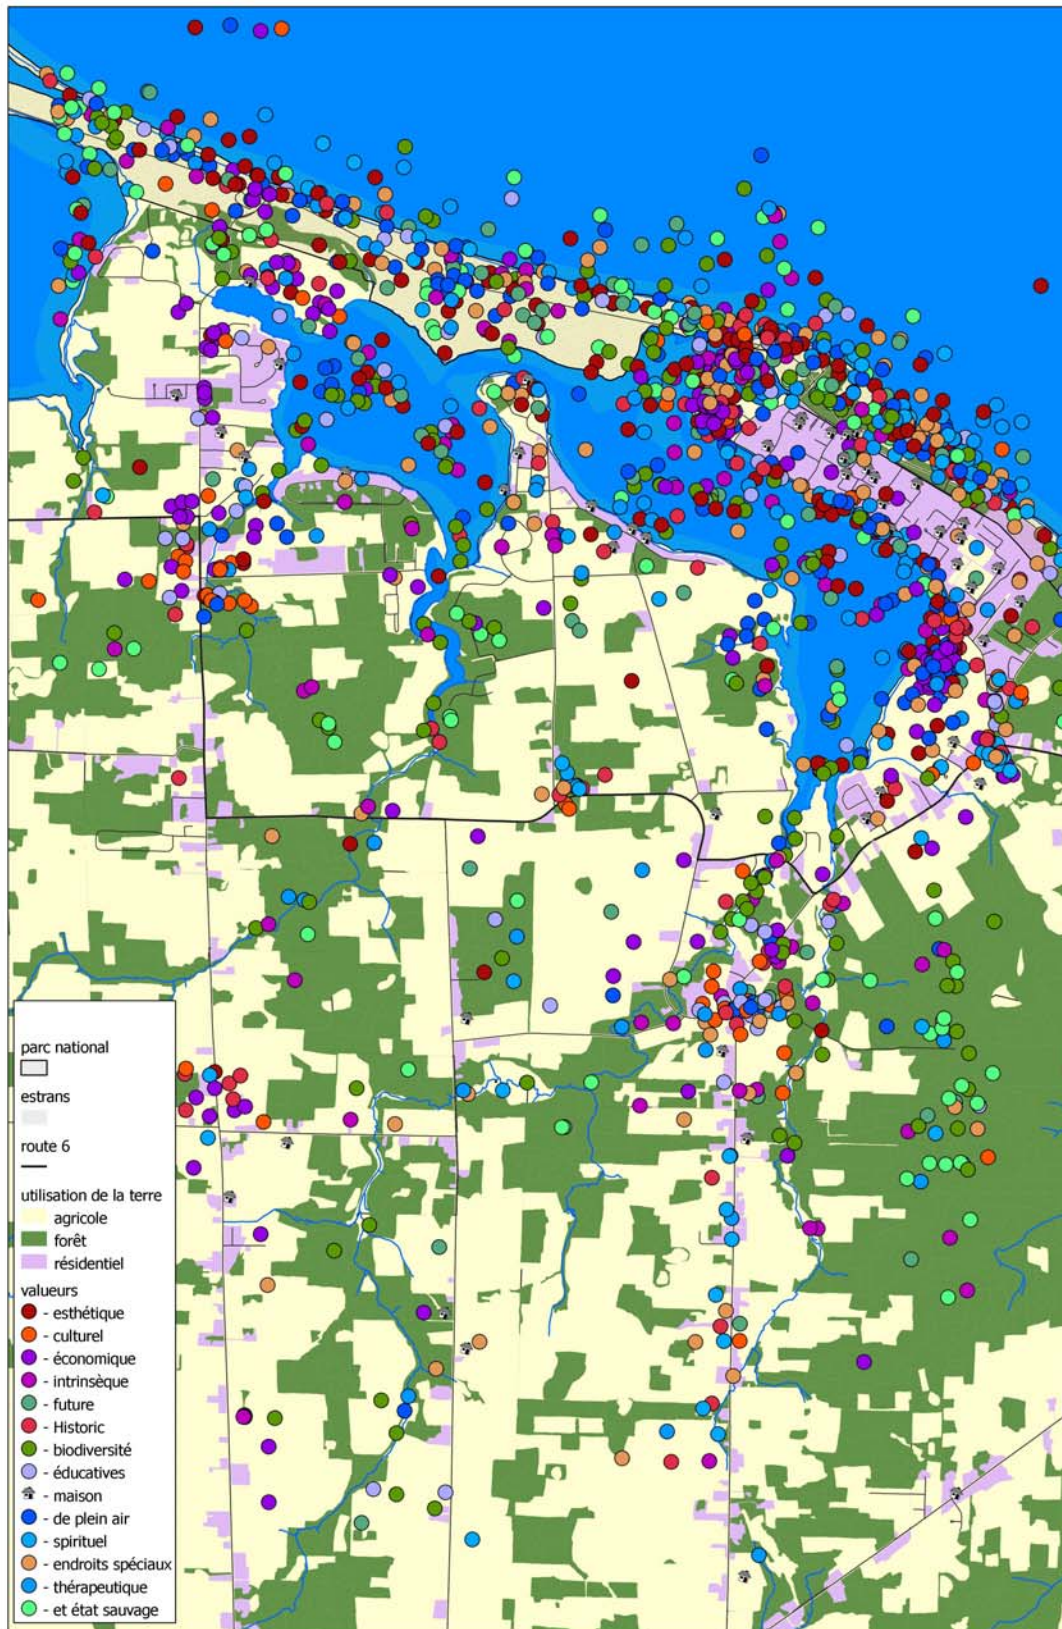 parc national
estrans
route 6
utilisation de la terre
agricole
forêt
résidentiel
valueurs
- esthétique
- culturel
- économique
- intrinsèque
- future
- Historic
- biodiversité
- éducatives
- maison
- de plein air
- spirituel
- endroits spéciaux
- thérapeutique
- et état sauvage